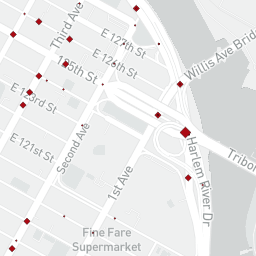 Third Ave
E 127th St
E 126th St
125th St
Willis Ave Brid
E 123rd St
E 121st St
Second Ave
1st Ave
Harlem River Dr
Tribor
Fine Fare
Supermarket